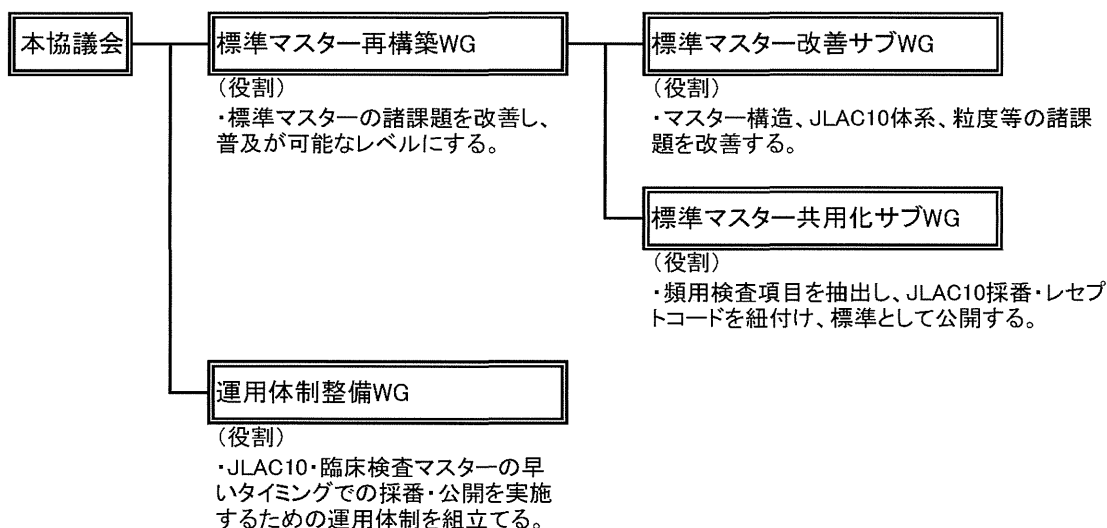 本協議会
標準マスター再構築WG
(役割)
・標準マスターの諸課題を改善し、
普及が可能なレベルにする。
標準マスター改善サブWG
(役割)
・マスター構造、JLAC10体系、粒度等の諸課
題を改善する。
標準マスター共用化サブWG
(役割)
・頻用検査項目を抽出し、JLAC10採番・レセプ
トコードを紐付け、標準として公開する。
運用体制整備WG
(役割)
・JLAC10・臨床検査マスターの早
いタイミングでの採番・公開を実施
するための運用体制を組立てる。